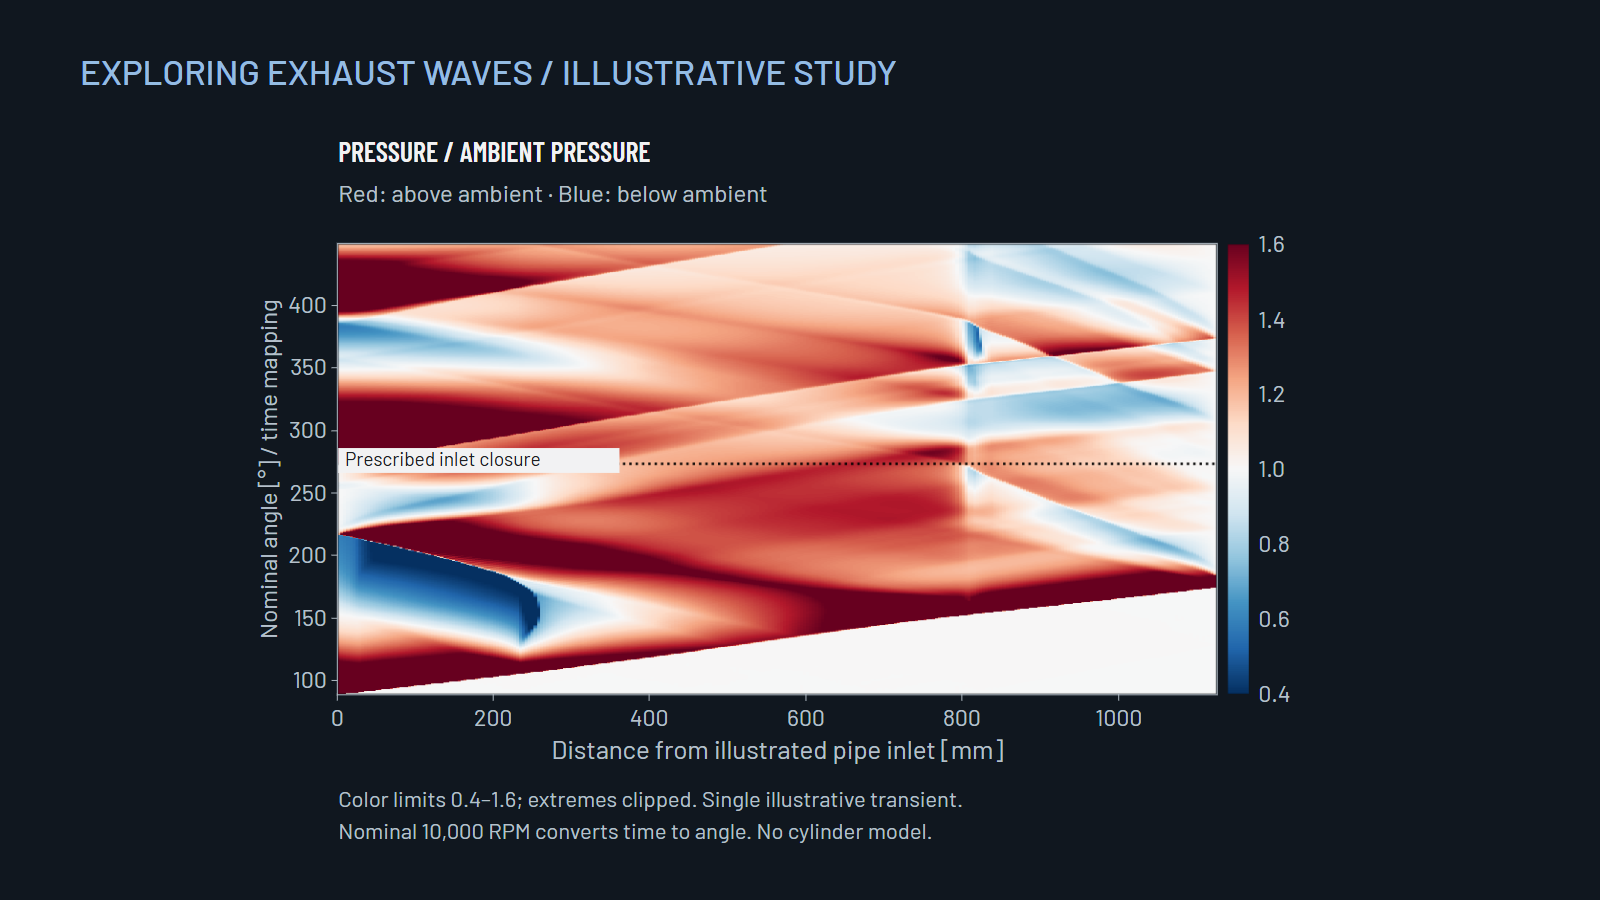 EXPLORING EXHAUST WAVES / ILLUSTRATIVE STUDY
PRESSURE / AMBIENT PRESSURE
Red: above ambient · Blue: below ambient
Nominal angle [°] / time mapping
400
350
300
250
200
150
100
Prescribed inlet closure
1.6
1.4
1.2
1.0
0.8
0.6
0.4
0
200
400
600
800
1000
Distance from illustrated pipe inlet [mm]
Color limits 0.4–1.6; extremes clipped. Single illustrative transient.
Nominal 10,000 RPM converts time to angle. No cylinder model.